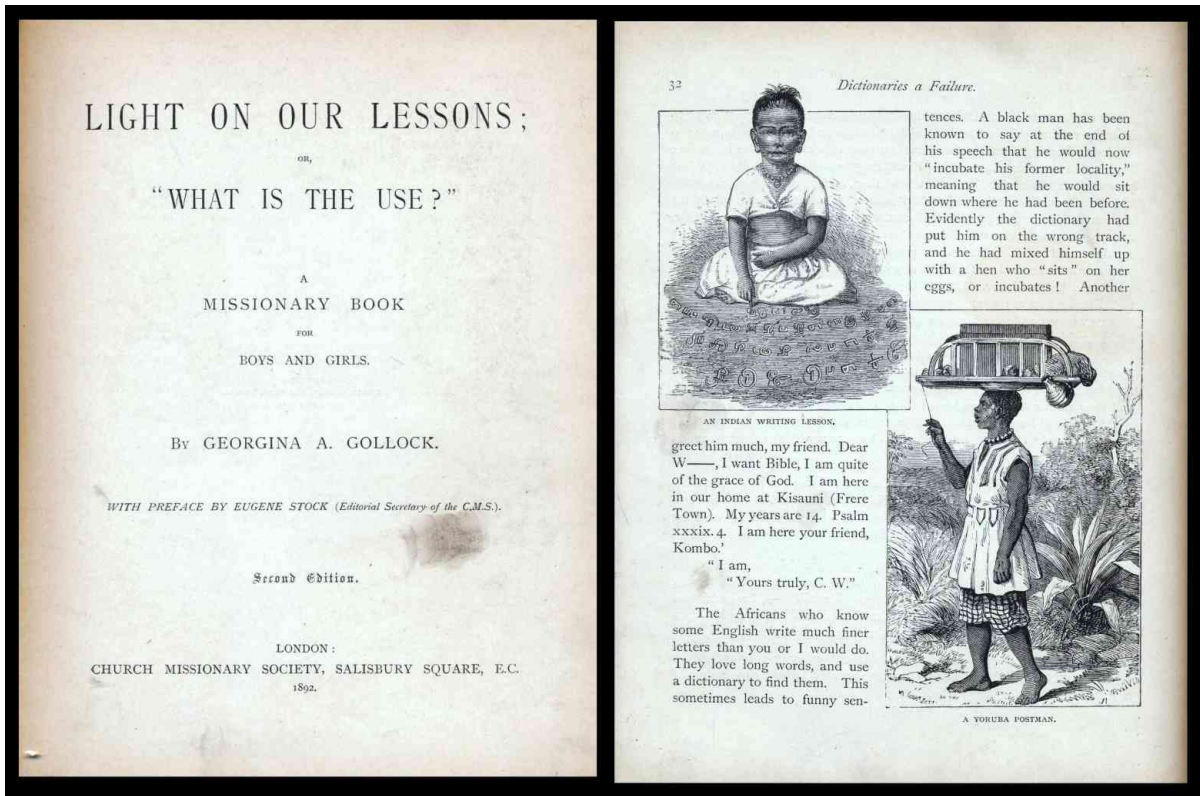 LIGHT ON OUR LESSONS;
OR,
"WHAT IS THE USE?"
A
MISSIONARY BOOK
FOR
BOYS AND GIRLS.
BY GEORGINA A. GOLLOCK.
WITH PREFACE BY EUGENE STOCK (Editorial Secretary of the C.M.S.).
Second Edition.
LONDON:
CHURCH MISSIONARY SOCIETY, SALISBURY SQUARE, E.C.
1892.
32
Dictionaries a Failure.
AN INDIAN WRITING LESSON.
greet him much, my friend. Dear
W——, I want Bible, I am quite
of the grace of God. I am here
in our home at Kisauni (Frere
Town). My years are 14. Psalm
xxxix. 4. I am here your friend,
Kombo.'
"I am,
"Yours truly, C. W."
The Africans who know
some English write much finer
letters than you or I would do.
They love long words, and use
a dictionary to find them. This
sometimes leads to funny sen-
tences. A black man has been
known to say at the end of
his speech that he would now
"incubate his former locality,"
meaning that he would sit
down where he had been before.
Evidently the dictionary had
put him on the wrong track,
and he had mixed himself up
with a hen who "sits" on her
eggs, or incubates! Another
A YORUBA POSTMAN.